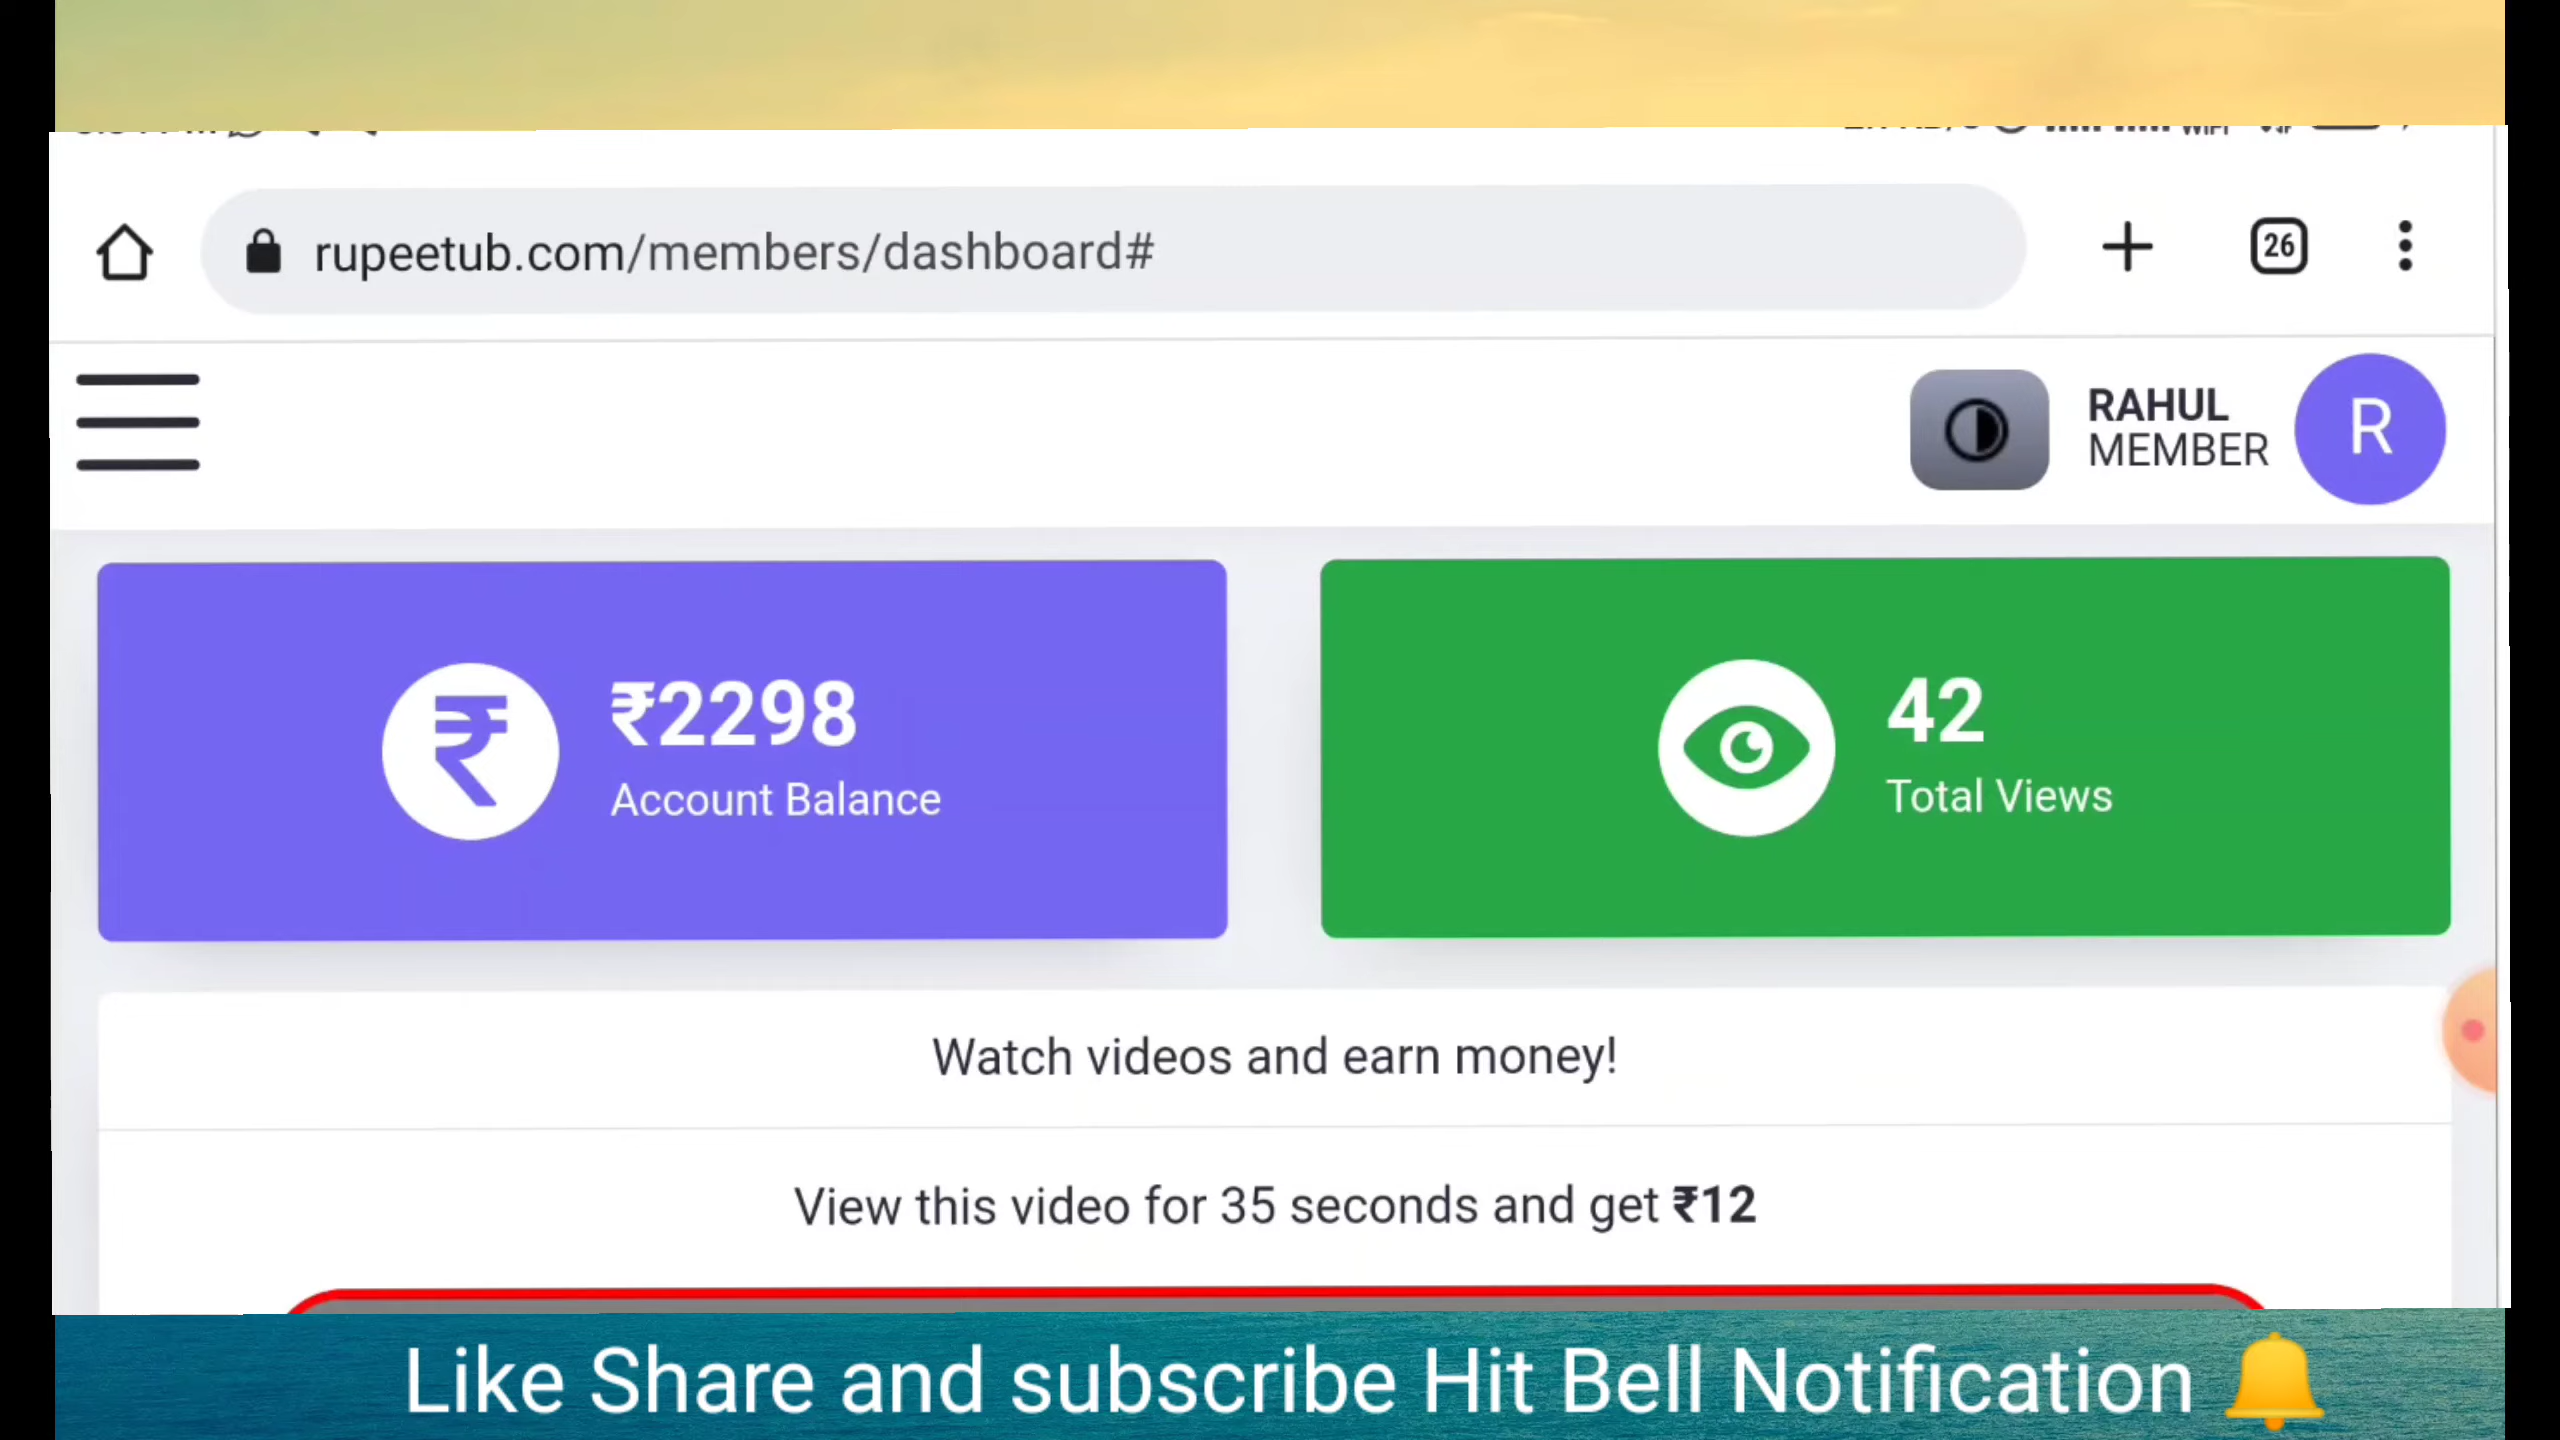 rupeetub.com/members/dashboard#
26
RAHUL
MEMBER
R
₹2298
Account Balance
42
Total Views
Watch videos and earn money!
View this video for 35 seconds and get ₹12
Like Share and subscribe Hit Bell Notification 🔔